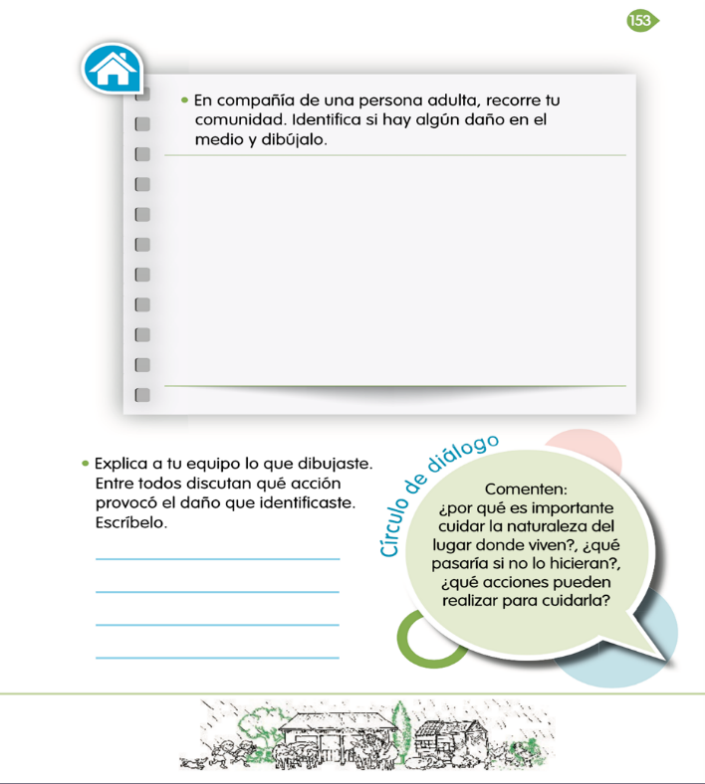 153
• En compañía de una persona adulta, recorre tu
comunidad. Identifica si hay algún daño en el
medio y dibújalo.
• Explica a tu equipo lo que dibujaste.
Entre todos discutan qué acción
provocó el daño que identificaste.
Escríbelo.
Círculo de diálogo
Comenten:
¿por qué es importante
cuidar la naturaleza del
lugar donde viven?, ¿qué
pasaría si no lo hicieran?,
¿qué acciones pueden
realizar para cuidarla?